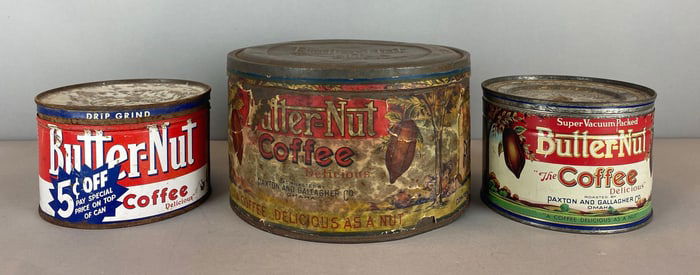 DRIP GRIND
Butter-Nut
5¢ OFF
PAY SPECIAL
PRICE ON TOP
OF CAN
Coffee
Delicious
Butter-Nut
Coffee
Delicious
PAXTON AND GALLAGHER CO.
COFFEE DELICIOUS AS A NUT
Super Vacuum Packed
Butter-Nut
"The
Coffee
Delicious"
ROASTED BY
PAXTON AND GALLAGHER CO.
OMAHA
"A COFFEE DELICIOUS AS A NUT"